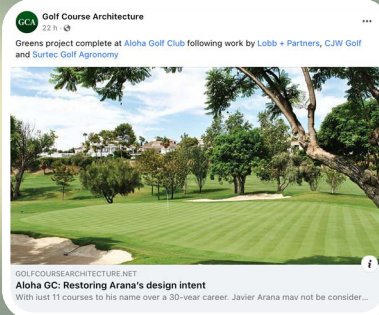 GCA
Golf Course Architecture
22 h ·
Greens project complete at Aloha Golf Club following work by Lobb + Partners, CJW Golf
and Surtec Golf Agronomy
i
GOLFCOURSEARCHITECTURE.NET
Aloha GC: Restoring Arana's design intent
With just 11 courses to his name over a 30-year career, Javier Arana may not be consider...